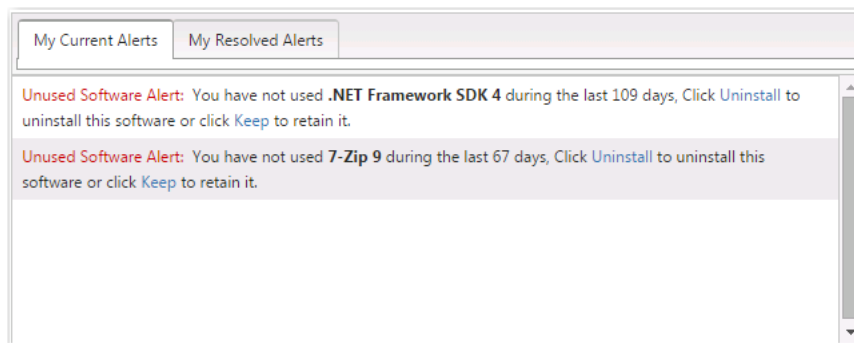 My Current Alerts
My Resolved Alerts
Unused Software Alert: You have not used .NET Framework SDK 4 during the last 109 days, Click Uninstall to
uninstall this software or click Keep to retain it.
Unused Software Alert: You have not used 7-Zip 9 during the last 67 days, Click Uninstall to uninstall this
software or click Keep to retain it.